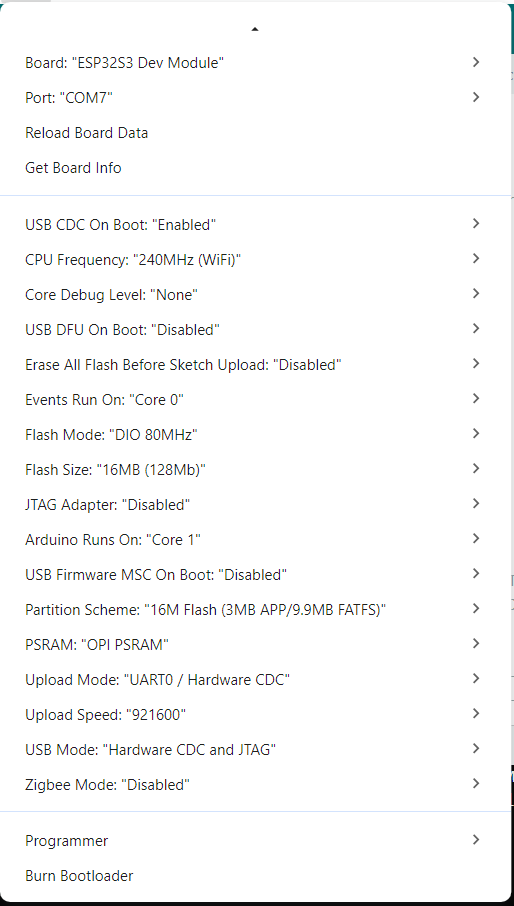 Board: "ESP32S3 Dev Module"
Port: "COM7"
Reload Board Data
Get Board Info
USB CDC On Boot: "Enabled"
CPU Frequency: "240MHz (WiFi)"
Core Debug Level: "None"
USB DFU On Boot: "Disabled"
Erase All Flash Before Sketch Upload: "Disabled"
Events Run On: "Core 0"
Flash Mode: "DIO 80MHz"
Flash Size: "16MB (128Mb)"
JTAG Adapter: "Disabled"
Arduino Runs On: "Core 1"
USB Firmware MSC On Boot: "Disabled"
Partition Scheme: "16M Flash (3MB APP/9.9MB FATFS)"
PSRAM: "OPI PSRAM"
Upload Mode: "UART0 / Hardware CDC"
Upload Speed: "921600"
USB Mode: "Hardware CDC and JTAG"
Zigbee Mode: "Disabled"
Programmer
Burn Bootloader